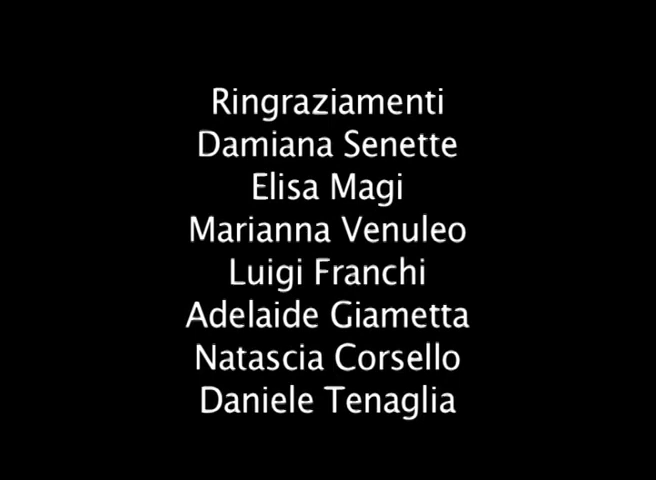 Ringraziamenti
Damiana Senette
Elisa Magi
Marianna Venuleo
Luigi Franchi
Adelaide Giametta
Natascia Corsello
Daniele Tenaglia